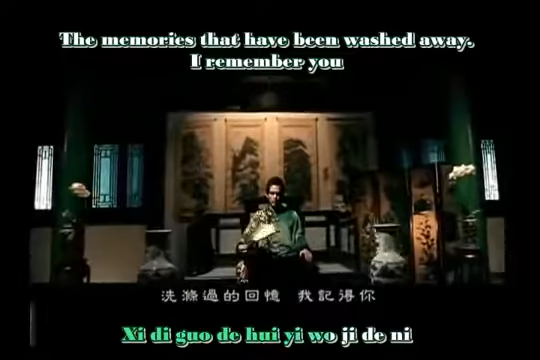 The memories that have been washed away.
I remember you
洗滌過的回憶 我記得你
Xi di guo de hui yi wo ji de ni